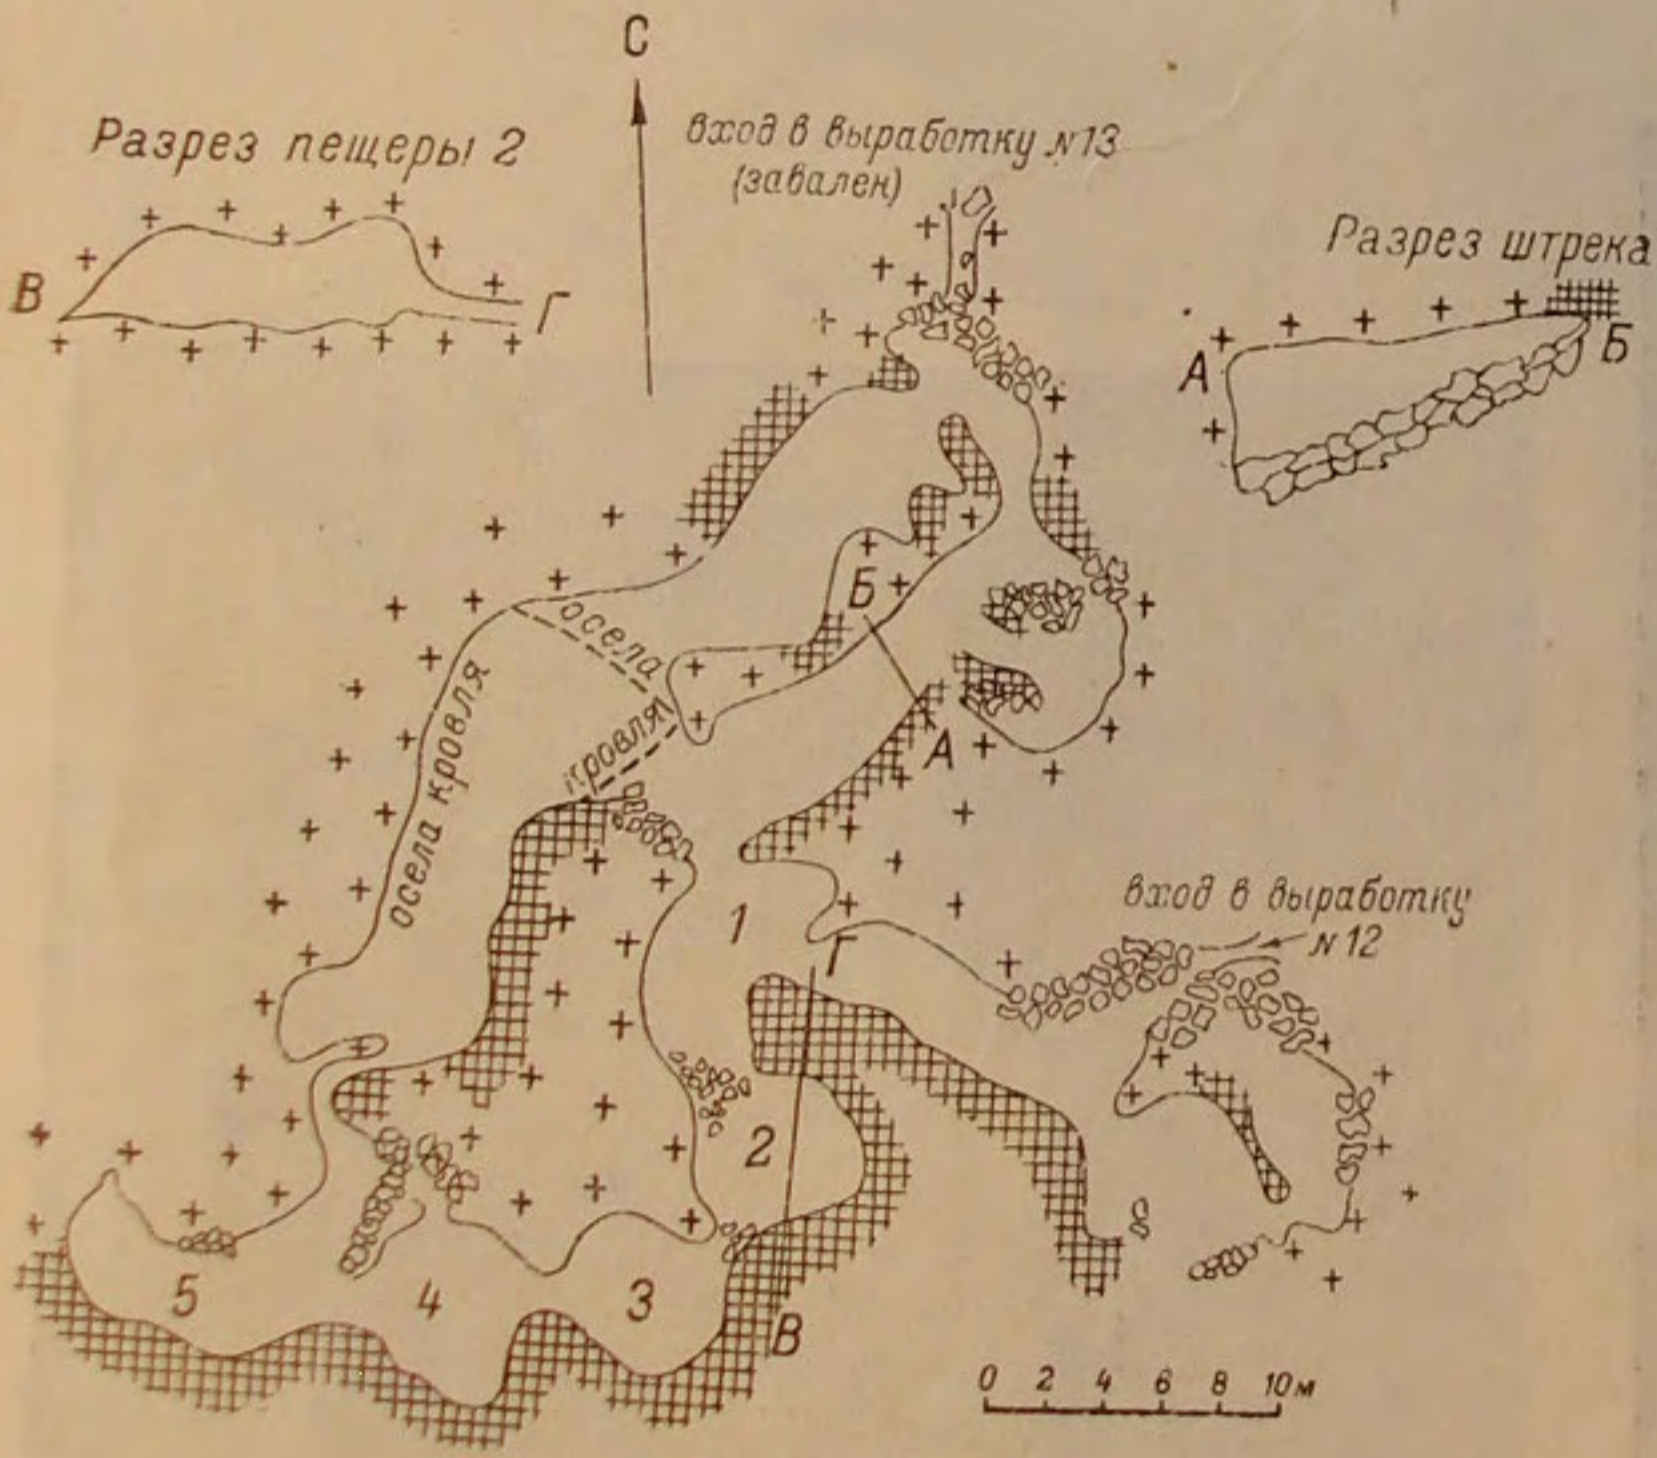 С
Разрез пещеры 2
вход в выработку №13
(завален)
Разрез штрека
В
Г
А
Б
осела
кровля
осела кровля
Б
А
1
Г
вход в выработку
№12
2
3
4
5
В
0 2 4 6 8 10м